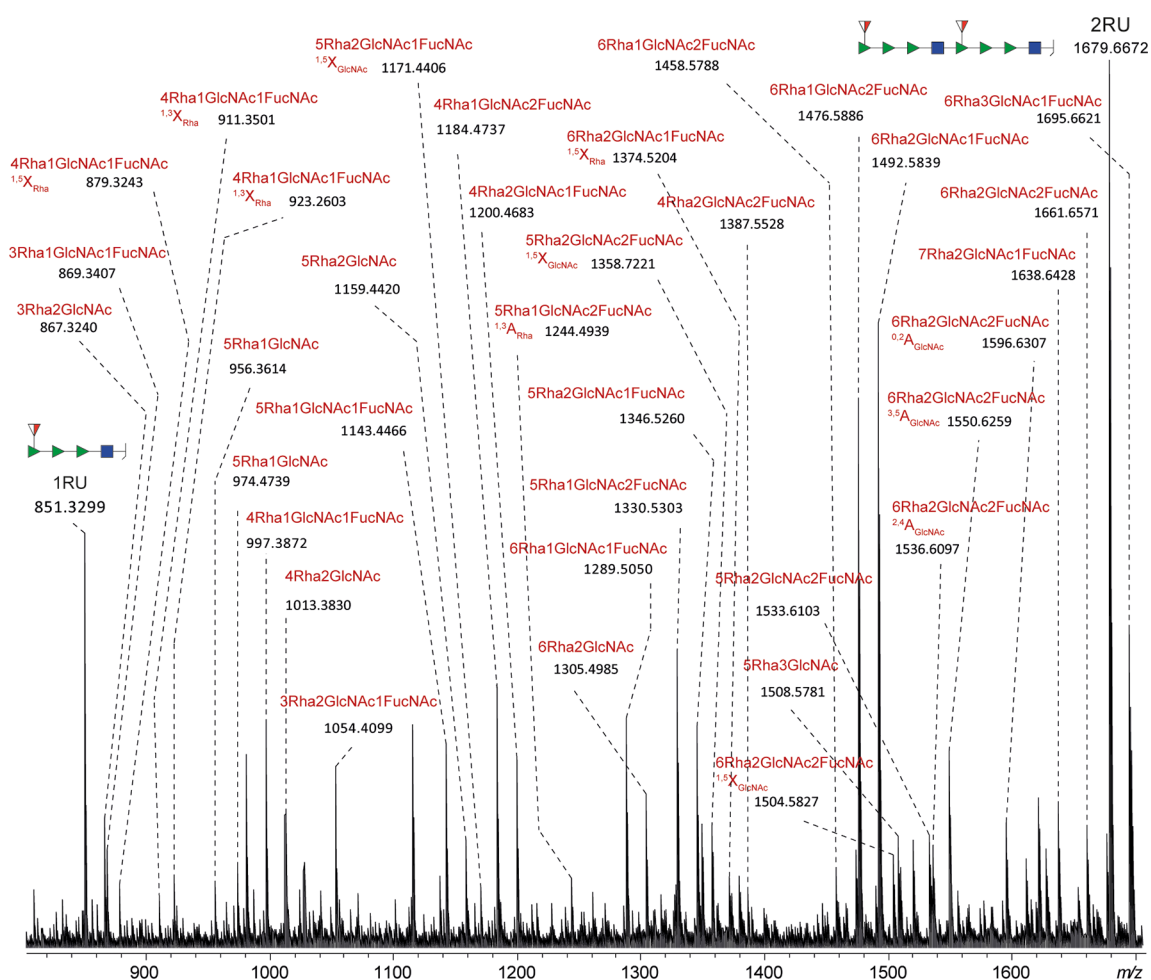 2RU
1679.6672
5Rha2GlcNAc1FucNAc
1,5XGlcNAc 1171.4406
6Rha1GlcNAc2FucNAc
1458.5788
4Rha1GlcNAc1FucNAc
1,3XRha 911.3501
4Rha1GlcNAc2FucNAc
1184.4737
6Rha1GlcNAc2FucNAc
1476.5886
6Rha3GlcNAc1FucNAc
1695.6621
6Rha2GlcNAc1FucNAc
1,5XRha 1374.5204
6Rha2GlcNAc1FucNAc
1492.5839
4Rha1GlcNAc1FucNAc
1,5XRha 879.3243
4Rha1GlcNAc1FucNAc
1,3XRha 923.2603
4Rha2GlcNAc1FucNAc
1200.4683
4Rha2GlcNAc2FucNAc
1387.5528
6Rha2GlcNAc2FucNAc
1661.6571
3Rha1GlcNAc1FucNAc
869.3407
5Rha2GlcNAc
1159.4420
5Rha2GlcNAc2FucNAc
1,5XGlcNAc 1358.7221
7Rha2GlcNAc1FucNAc
1638.6428
3Rha2GlcNAc
867.3240
5Rha1GlcNAc2FucNAc
1,3ARha 1244.4939
6Rha2GlcNAc2FucNAc
0,2AGlcNAc 1596.6307
5Rha1GlcNAc
956.3614
5Rha1GlcNAc1FucNAc
1143.4466
5Rha2GlcNAc1FucNAc
1346.5260
6Rha2GlcNAc2FucNAc
3,5AGlcNAc 1550.6259
1RU
851.3299
5Rha1GlcNAc
974.4739
5Rha1GlcNAc2FucNAc
1330.5303
4Rha1GlcNAc1FucNAc
997.3872
6Rha2GlcNAc2FucNAc
2,4AGlcNAc
1536.6097
6Rha1GlcNAc1FucNAc
1289.5050
4Rha2GlcNAc
1013.3830
5Rha2GlcNAc2FucNAc
1533.6103
6Rha2GlcNAc
1305.4985
5Rha3GlcNAc
1508.5781
3Rha2GlcNAc1FucNAc
1054.4099
6Rha2GlcNAc2FucNAc
1,5XGlcNAc
1504.5827
900 1000 1100 1200 1300 1400 1500 1600 m/z